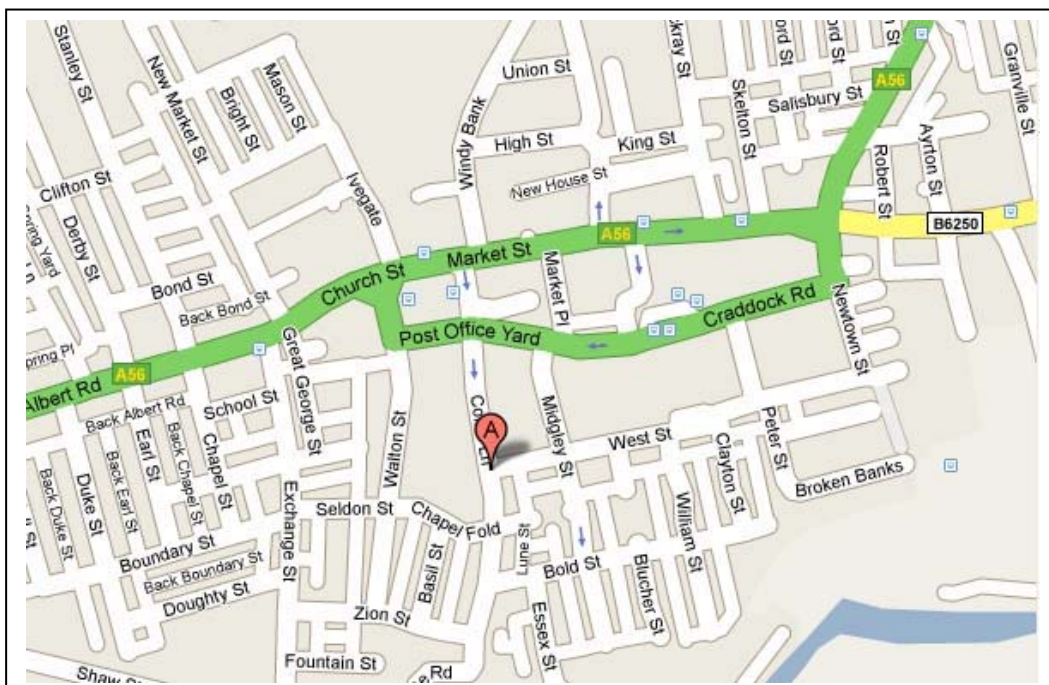 Stanley St
New Market St
Mason St
Bright St
Union St
Windy Bank
High St
King St
New House St
Skelton St
Salisbury St
A56
Granville St
Ayrton St
Robert St
B6250
Clifton St
Derby St
Ivegate
A56
Market St
Church St
Bond St
Back Bond St
Market Pl
Post Office Yard
Craddock Rd
Newtown St
Great George St
Albert Rd
A56
Back Albert Rd
School St
Walton St
A
Midgley St
West St
Clayton St
Peter St
Broken Banks
Earl St
Back Chapel St
Chapel St
Duke St
Back Earl St
Back Duke St
Exchange St
Seldon St
Chapel Fold
Lune St
William St
Boundary St
Back Boundary St
Doughty St
Basil St
Bold St
Blucher St
Zion St
Essex St
Fountain St
Rd
Shaw St